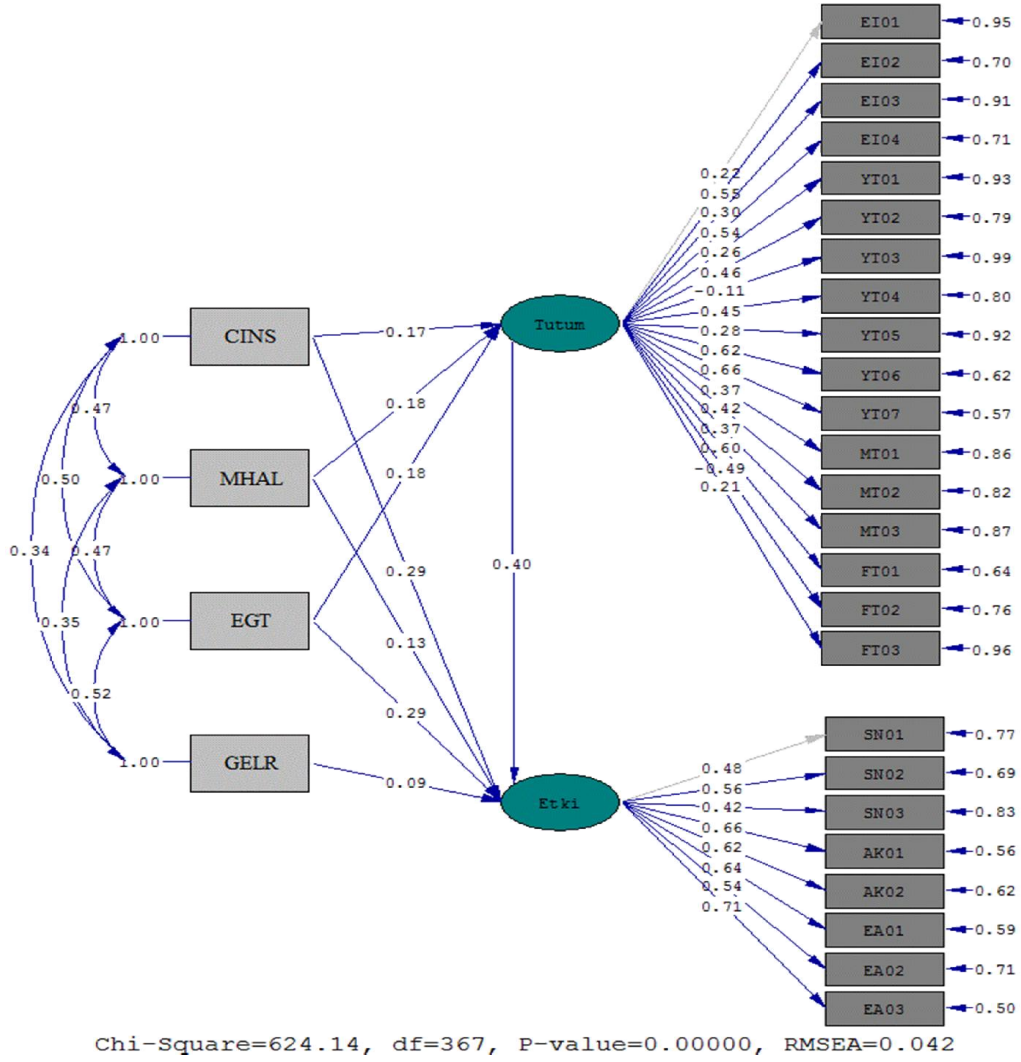 EI01 0.95
EI02 0.70
EI03 0.91
EI04 0.71
0.22
YT01 0.93
0.55
0.30
YT02 0.79
0.54
0.26
YT03 0.99
0.46
-0.11
YT04 0.80
0.45
Tutum
0.28
YT05 0.92
1.00 CINS 0.17
0.62
0.66
YT06 0.62
0.37
0.47 0.18 0.42
YT07 0.57
0.37
0.60
MT01 0.86
-0.49
1.00 MHAL
0.50 0.18 0.21
MT02 0.82
MT03 0.87
0.34 0.47
0.29 0.40
FT01 0.64
FT02 0.76
1.00 EGT
0.35
0.13
FT03 0.96
0.52
0.29
SN01 0.77
1.00 GELR
0.09
0.48
SN02 0.69
0.56
Etki
0.42
SN03 0.83
0.66
0.62
AK01 0.56
0.64
0.54
AK02 0.62
0.71
EA01 0.59
EA02 0.71
EA03 0.50
Chi-Square=624.14, df=367, P-value=0.00000, RMSEA=0.042